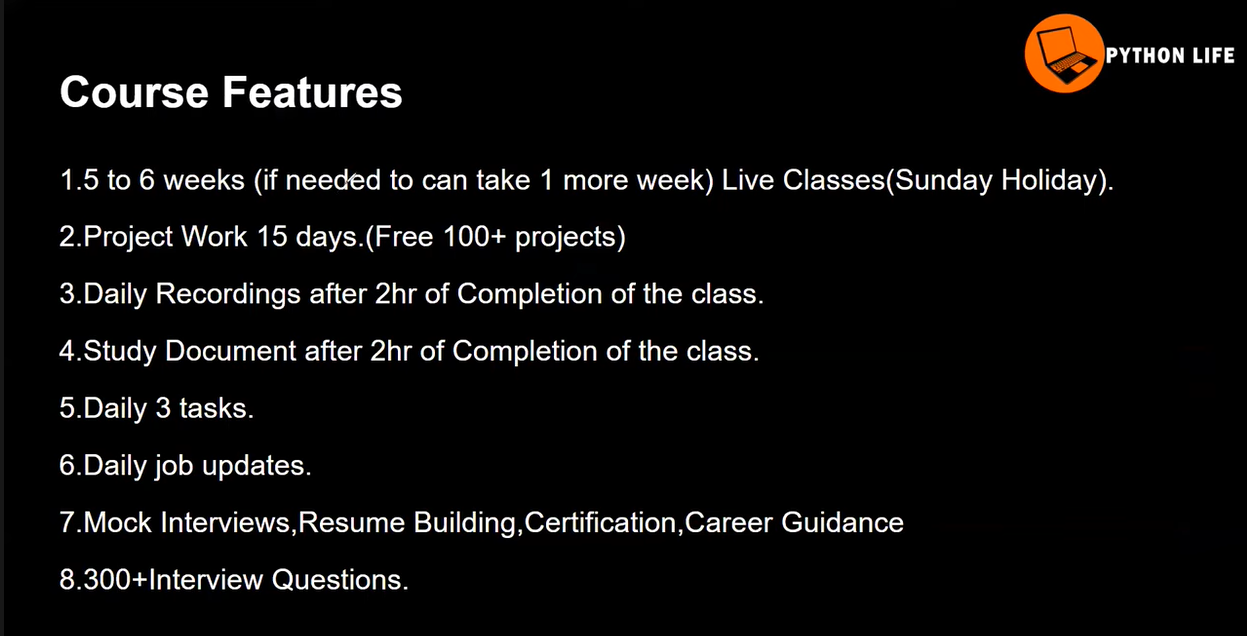 PYTHON LIFE
Course Features
1.5 to 6 weeks (if needed to can take 1 more week) Live Classes(Sunday Holiday).
2.Project Work 15 days.(Free 100+ projects)
3.Daily Recordings after 2hr of Completion of the class.
4.Study Document after 2hr of Completion of the class.
5.Daily 3 tasks.
6.Daily job updates.
7.Mock Interviews,Resume Building,Certification,Career Guidance
8.300+Interview Questions.